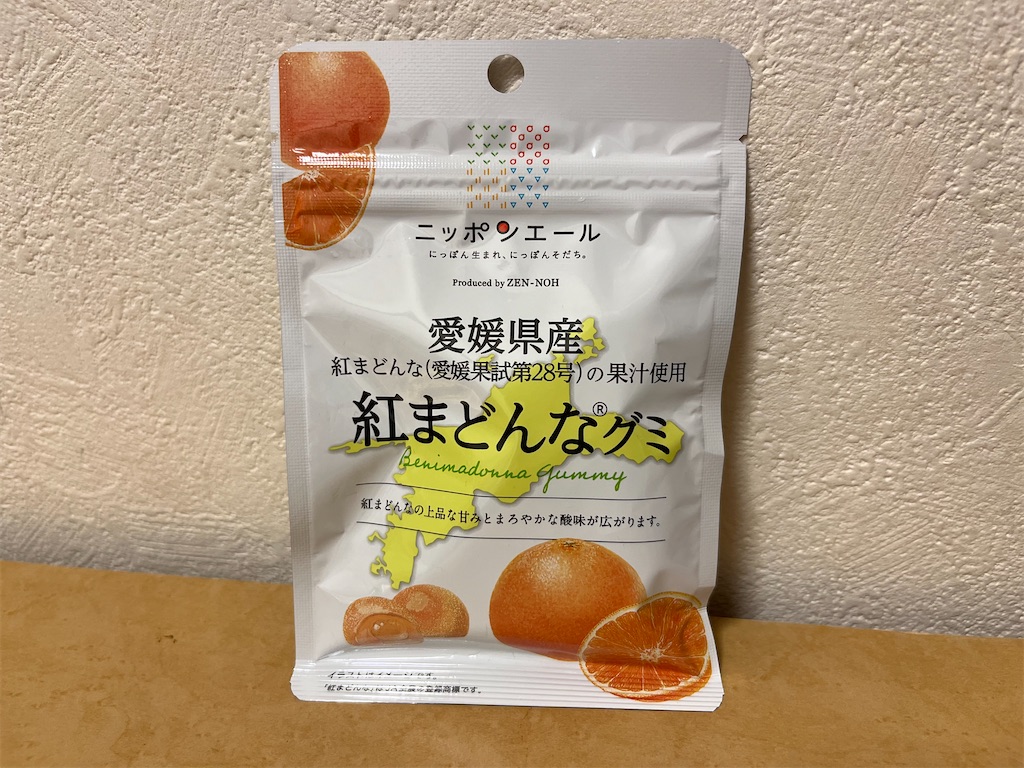 ニッポンエール
にっぽん生まれ、にっぽんそだち。
Produced by ZEN-NOH
愛媛県産
紅まどんな(愛媛果試第28号)の果汁使用
紅まどんな®グミ
Benimadonna Gummy
紅まどんなの上品な甘みとまろやかな酸味が広がります。